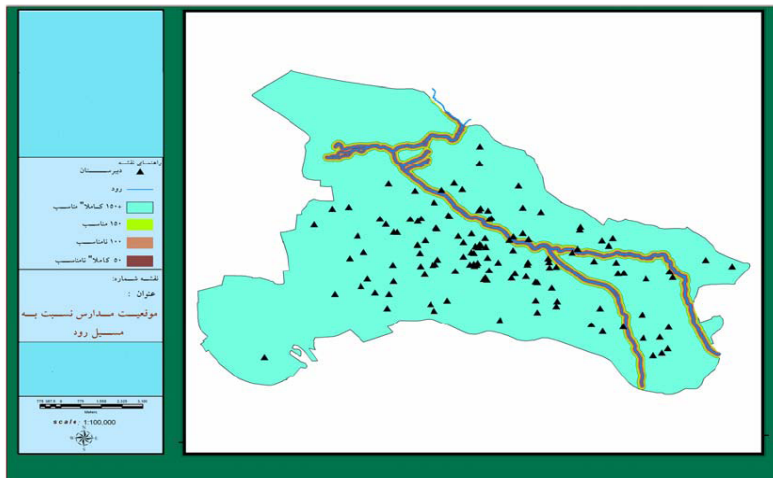 راهنمای نقشه
دبیرستان
رود
۱۵۰+ کاملا" مناسب
۱۵۰ مناسب
۱۰۰ نامناسب
۵۰ کاملا" نامناسب
نقشه شماره:
عنوان :
موقعیت مدارس نسبت به
مسیل رود
scale: 1:100,000